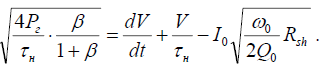 √(4P_г/τ_н · β/(1+β)) = dV/dt + V/τ_н − I_0 √(ω_0/(2Q_0) R_sh) .